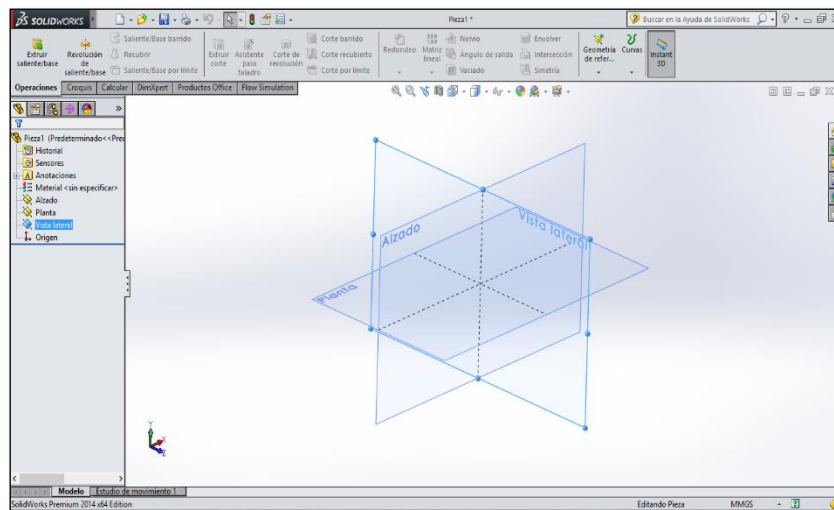 SOLIDWORKS
Pieza1 *
Buscar en la Ayuda de SolidWorks
Extruir saliente/base
Revolución de saliente/base
Saliente/Base barrido
Recubrir
Saliente/Base por límite
Extruir corte
Asistente para taladro
Corte de revolución
Corte barrido
Corte recubierto
Corte por límite
Redondeo
Matriz lineal
Nervio
Ángulo de salida
Vaciado
Envolver
Intersección
Simetría
Geometría de refer...
Curvas
Instant 3D
Operaciones
Croquis
Calcular
DimXpert
Productos Office
Flow Simulation
Pieza1 (Predeterminado<<Pre
Historial
Sensores
Anotaciones
Material <sin especificar>
Alzado
Planta
Vista lateral
Origen
Alzado
Vista lateral
Planta
Y
X
Z
Modelo
Estudio de movimiento 1
SolidWorks Premium 2014 x64 Edition
Editando Pieza
MMGS